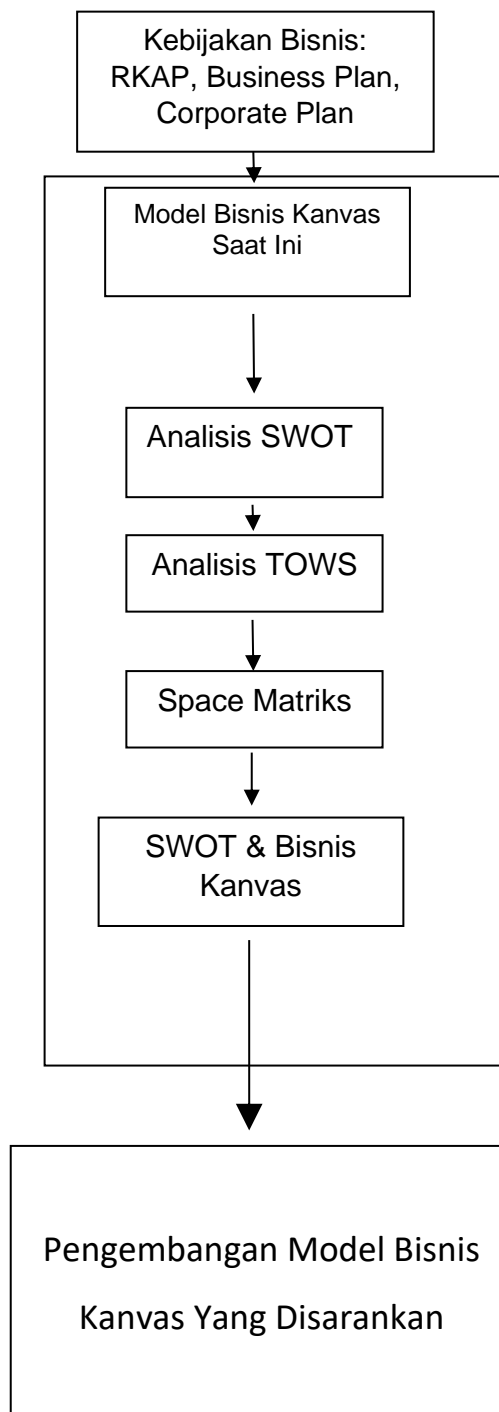 Kebijakan Bisnis:
RKAP, Business Plan,
Corporate Plan
Model Bisnis Kanvas
Saat Ini
Analisis SWOT
Analisis TOWS
Space Matriks
SWOT & Bisnis
Kanvas
Pengembangan Model Bisnis
Kanvas Yang Disarankan